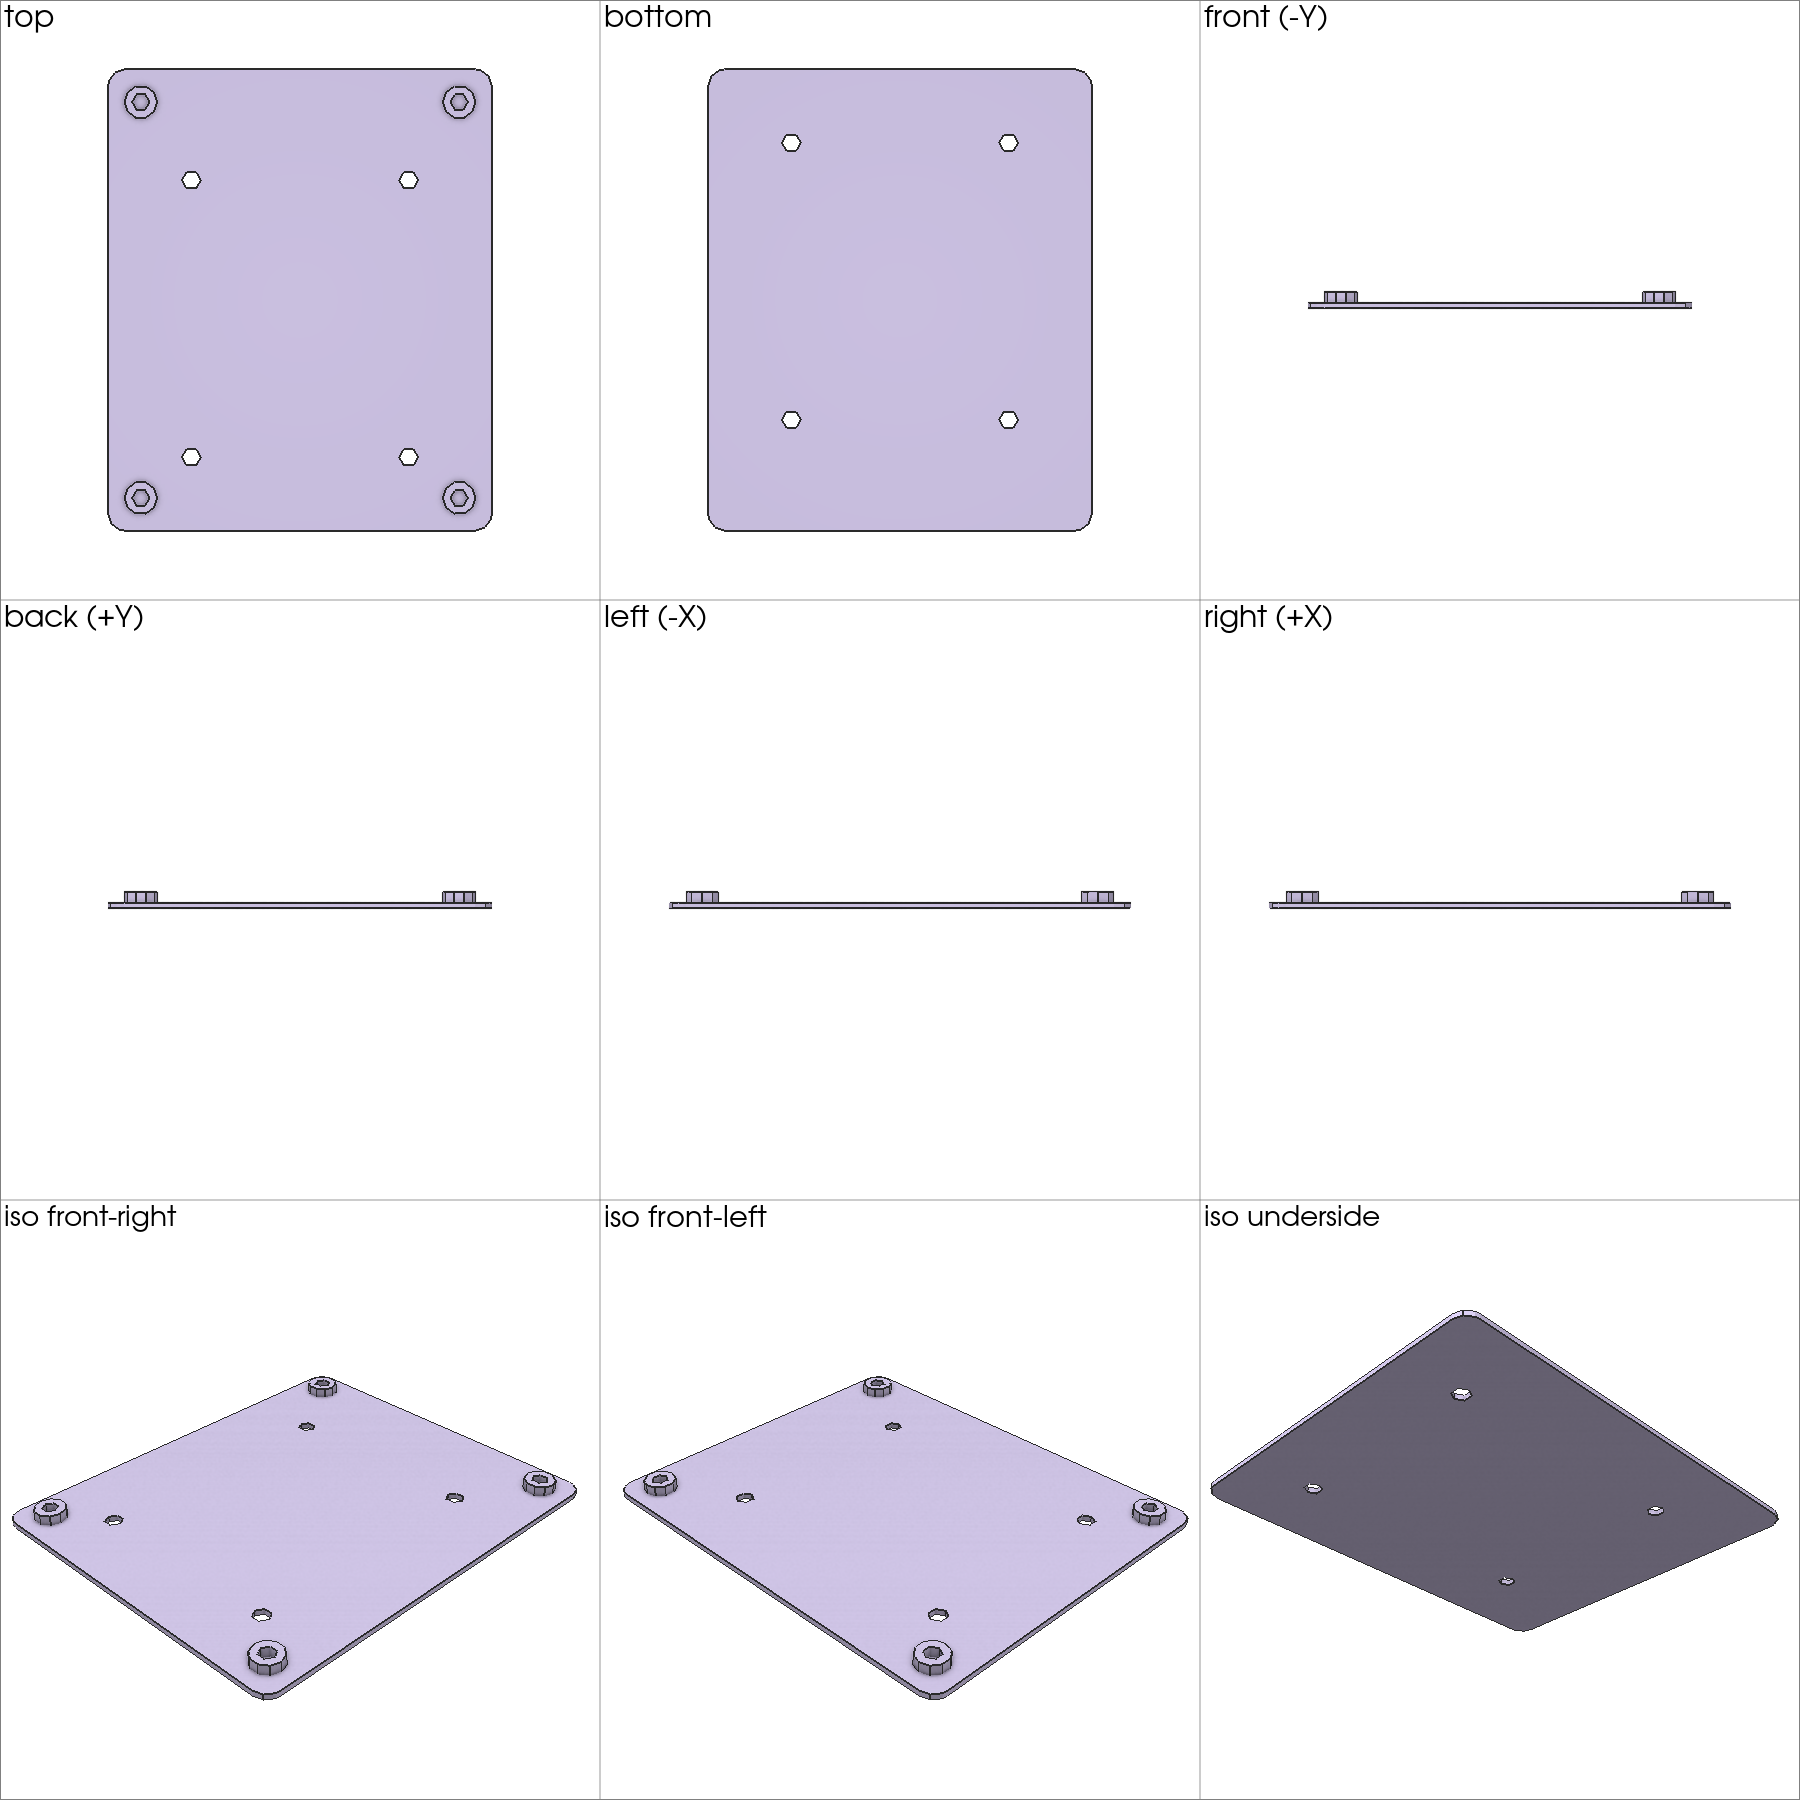 top
bottom
front (-Y)
back (+Y)
left (-X)
right (+X)
iso front-right
iso front-left
iso underside